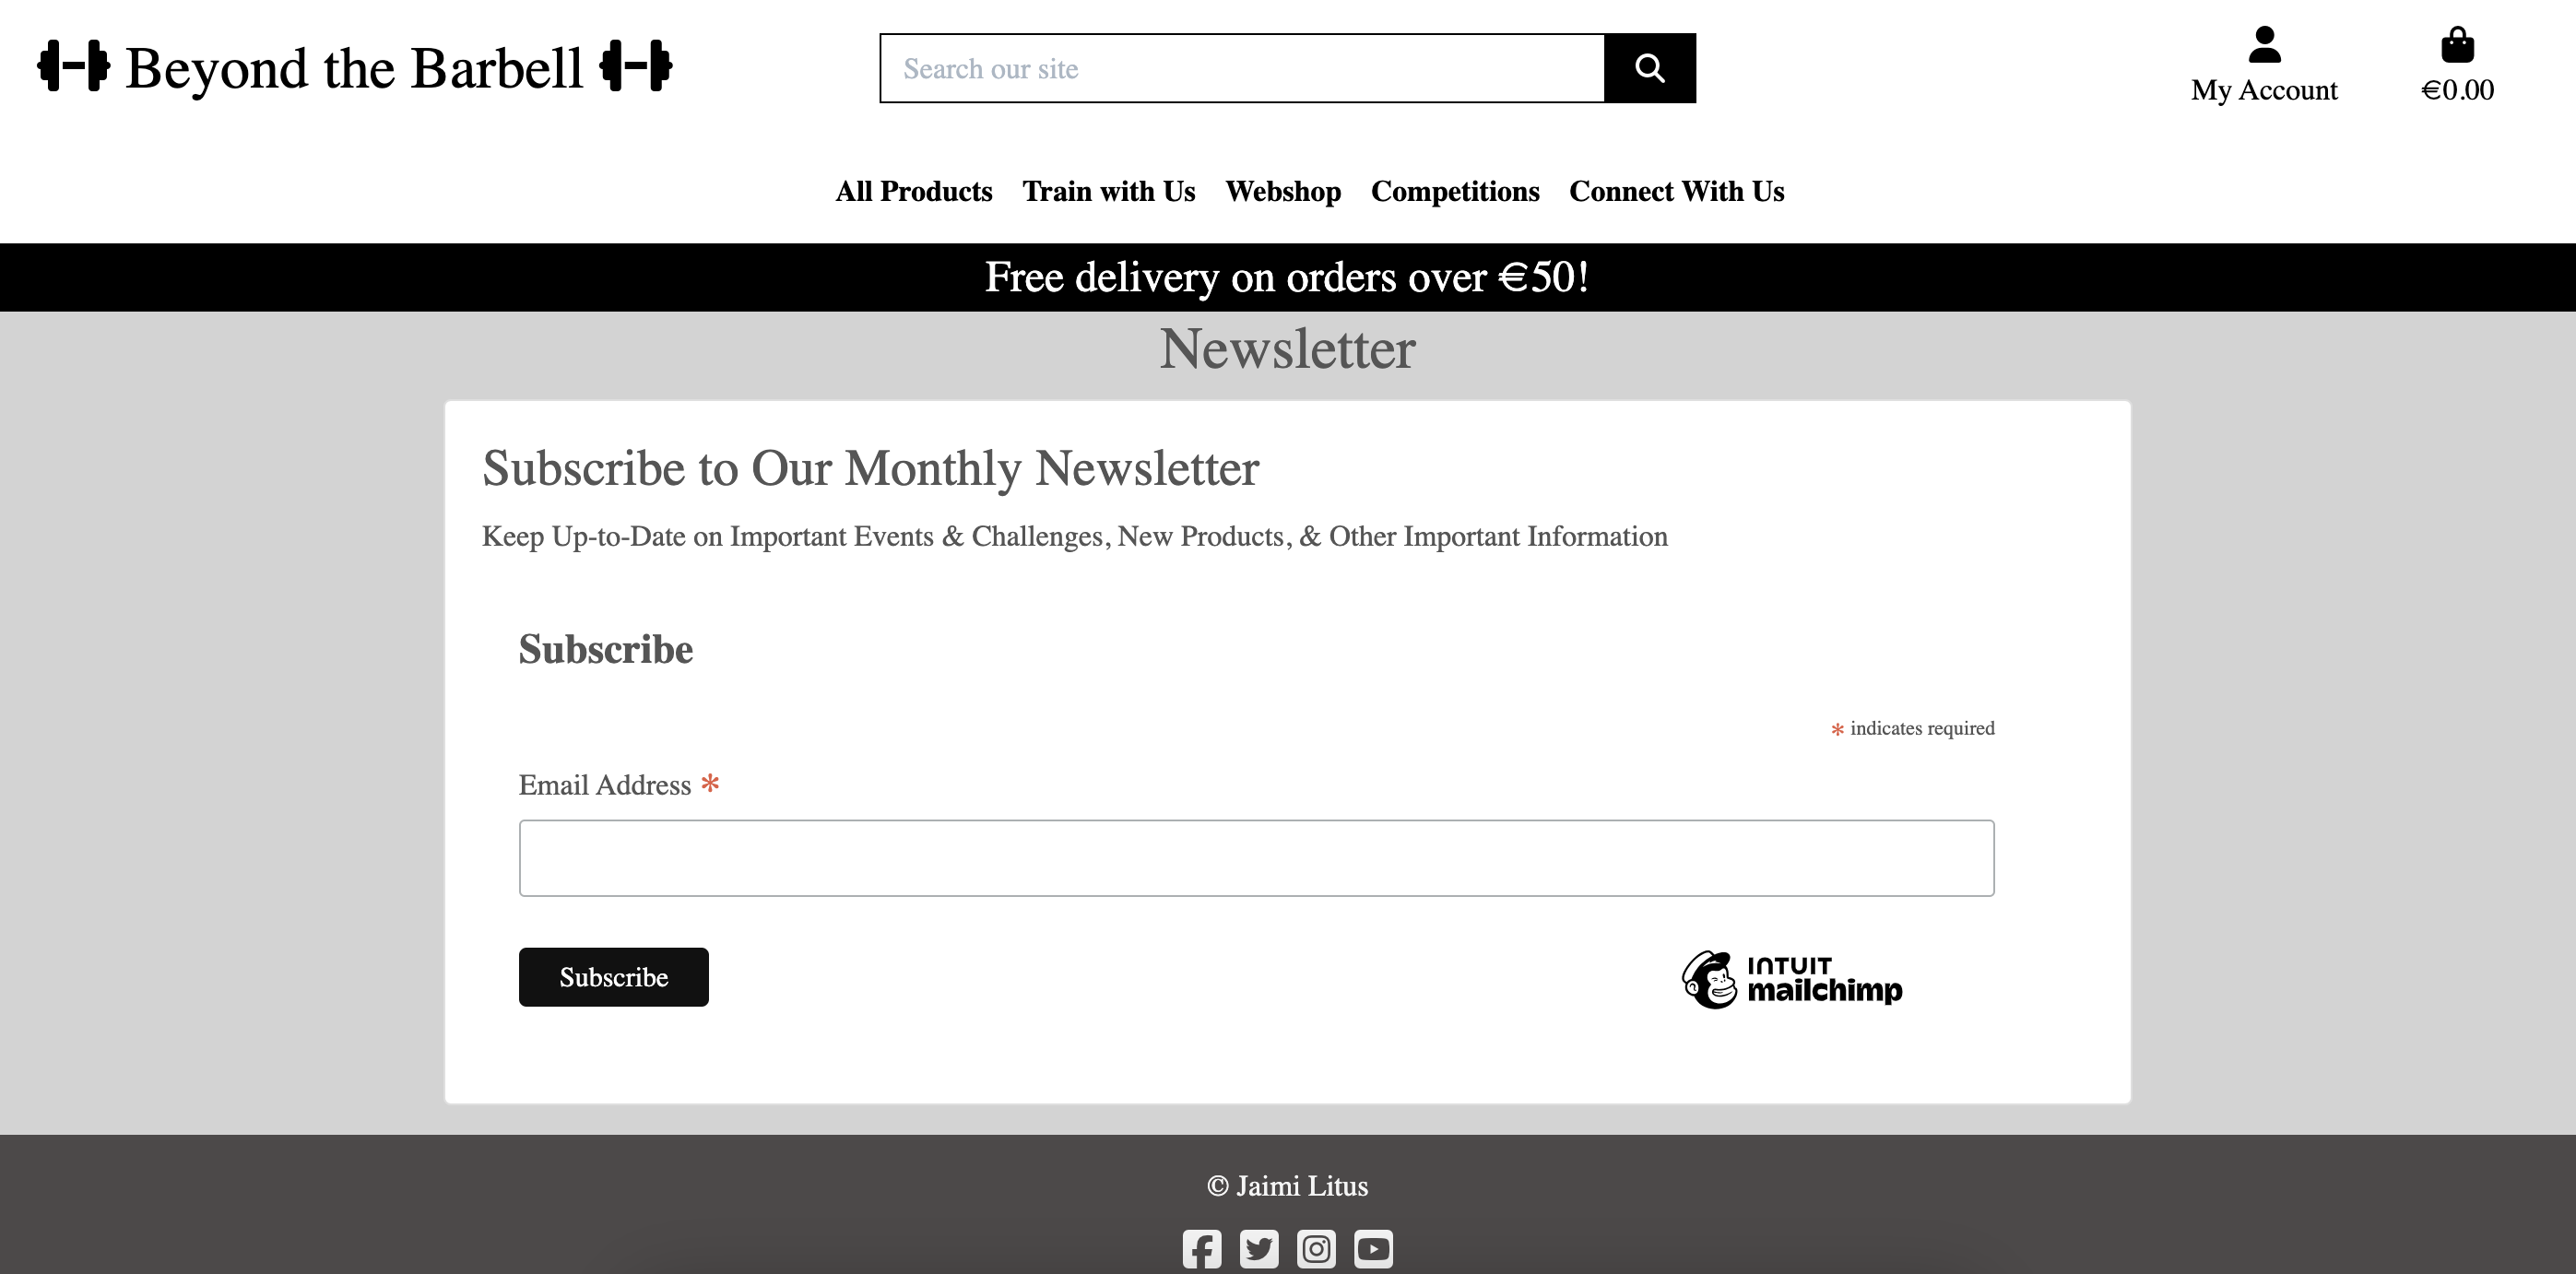 Beyond the Barbell
Search our site
My Account
€0.00
All Products Train with Us Webshop Competitions Connect With Us
Free delivery on orders over €50!
Newsletter
Subscribe to Our Monthly Newsletter
Keep Up-to-Date on Important Events & Challenges, New Products, & Other Important Information
Subscribe
* indicates required
Email Address *
Subscribe
INTUIT
mailchimp
© Jaimi Litus